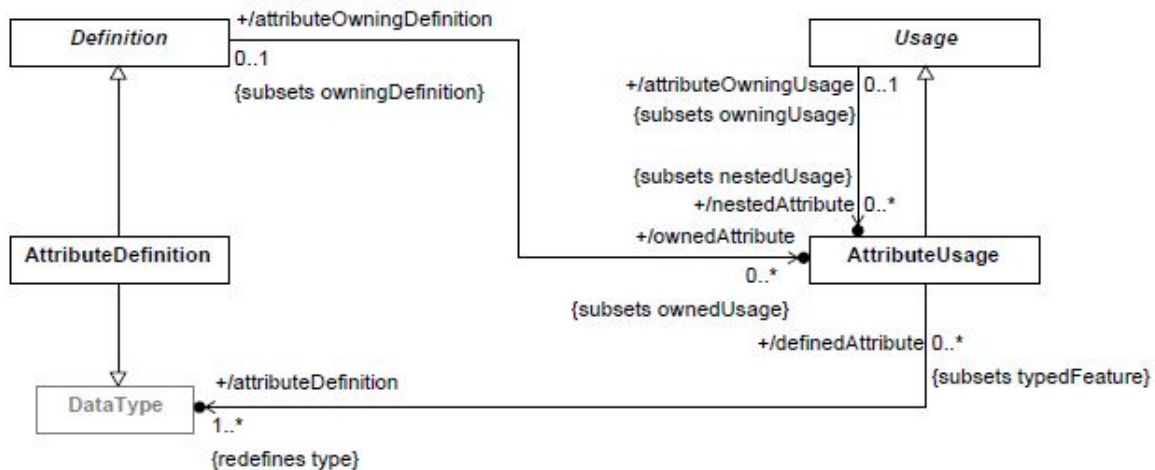 +/attributeOwningDefinition
Definition
Usage
0..1
{subsets owningDefinition}
+/attributeOwningUsage 0..1
{subsets owningUsage}
{subsets nestedUsage}
+/nestedAttribute 0..*
+/ownedAttribute
AttributeDefinition
AttributeUsage
0..*
{subsets ownedUsage}
+/definedAttribute 0..*
{subsets typedFeature}
+/attributeDefinition
DataType
1..*
{redefines type}